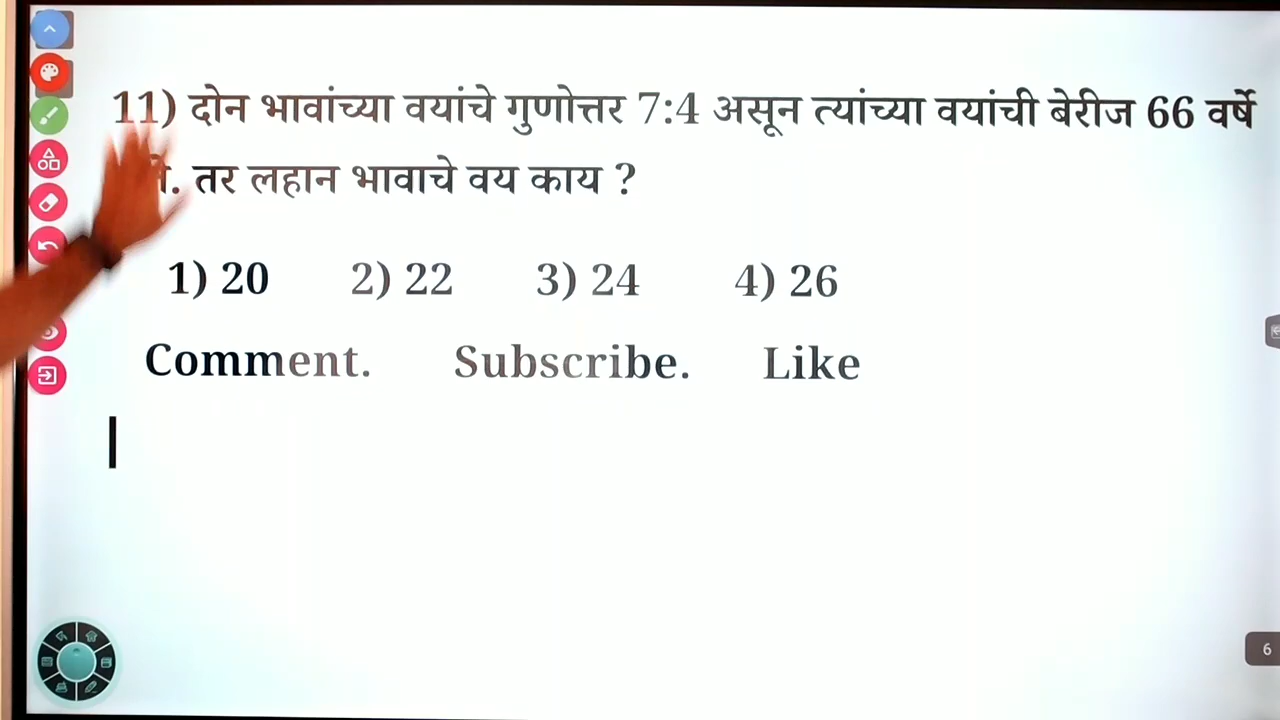 11) दोन भावांच्या वयांचे गुणोत्तर 7:4 असून त्यांच्या वयांची बेरीज 66 वर्षे
तर लहान भावाचे वय काय ?
1) 20 2) 22 3) 24 4) 26
Comment. Subscribe. Like
6